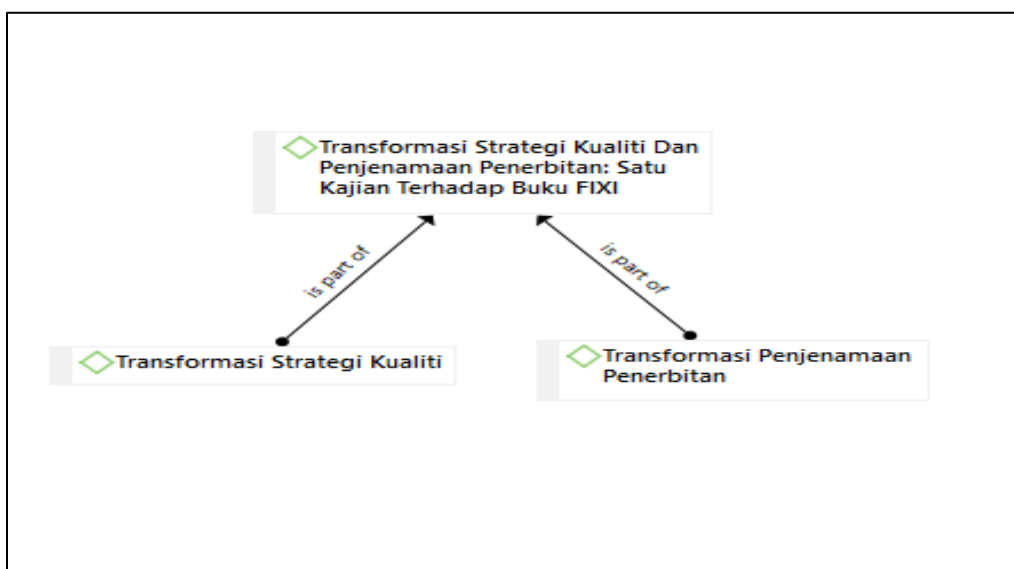 Transformasi Strategi Kualiti Dan
Penjenamaan Penerbitan: Satu
Kajian Terhadap Buku FIXI
is part of
is part of
Transformasi Strategi Kualiti
Transformasi Penjenamaan
Penerbitan